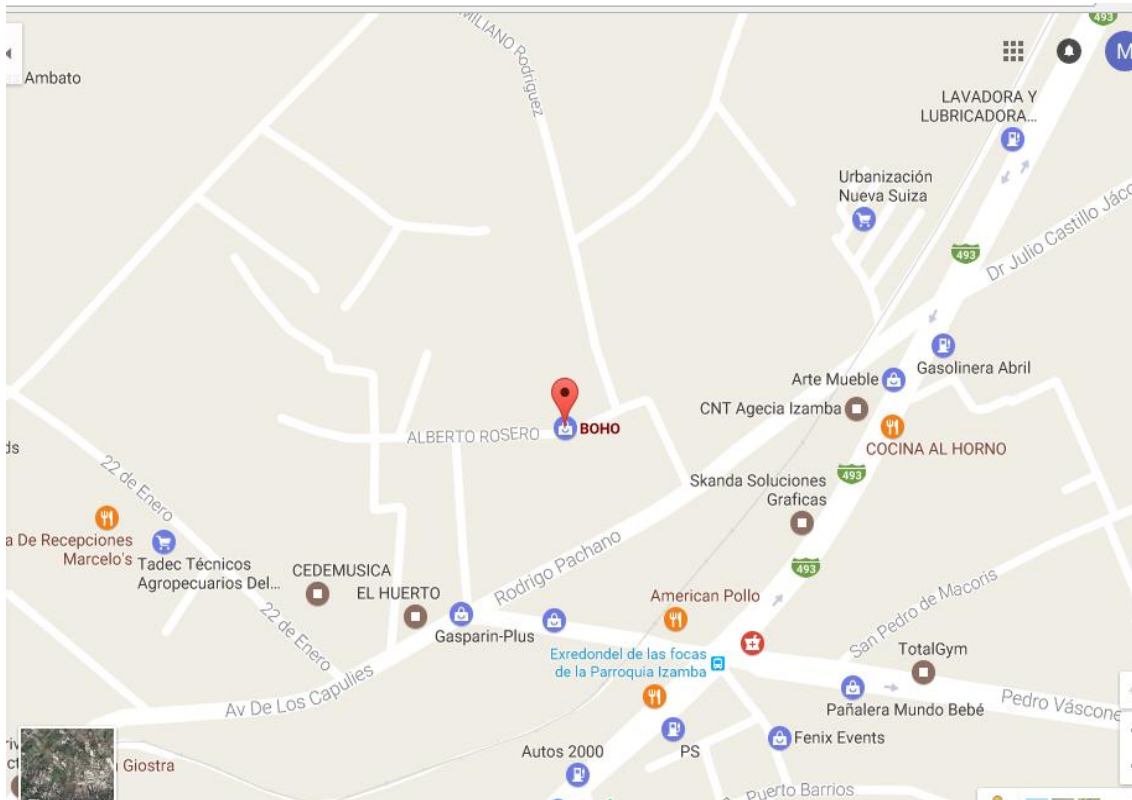 493
MILIANO Rodriguez
M
Ambato
LAVADORA Y
LUBRICADORA...
Urbanización
Nueva Suiza
493
Dr Julio Castillo Jáco
Gasolinera Abril
Arte Mueble
CNT Agecia Izamba
COCINA AL HORNO
ALBERTO ROSERO
BOHO
ds
22 de Enero
Skanda Soluciones
Graficas
493
a De Recepciones
Marcelo's
Tadec Técnicos
Agropecuarios Del...
CEDEMUSICA
EL HUERTO
Rodrigo Pachano
493
American Pollo
San Pedro de Macoris
Gasparin-Plus
22 de Enero
Exredondel de las focas
de la Parroquia Izamba
TotalGym
Av De Los Capulies
Pañalera Mundo Bebé
Pedro Váscone
Fenix Events
Autos 2000
PS
Giostra
Puerto Barrios